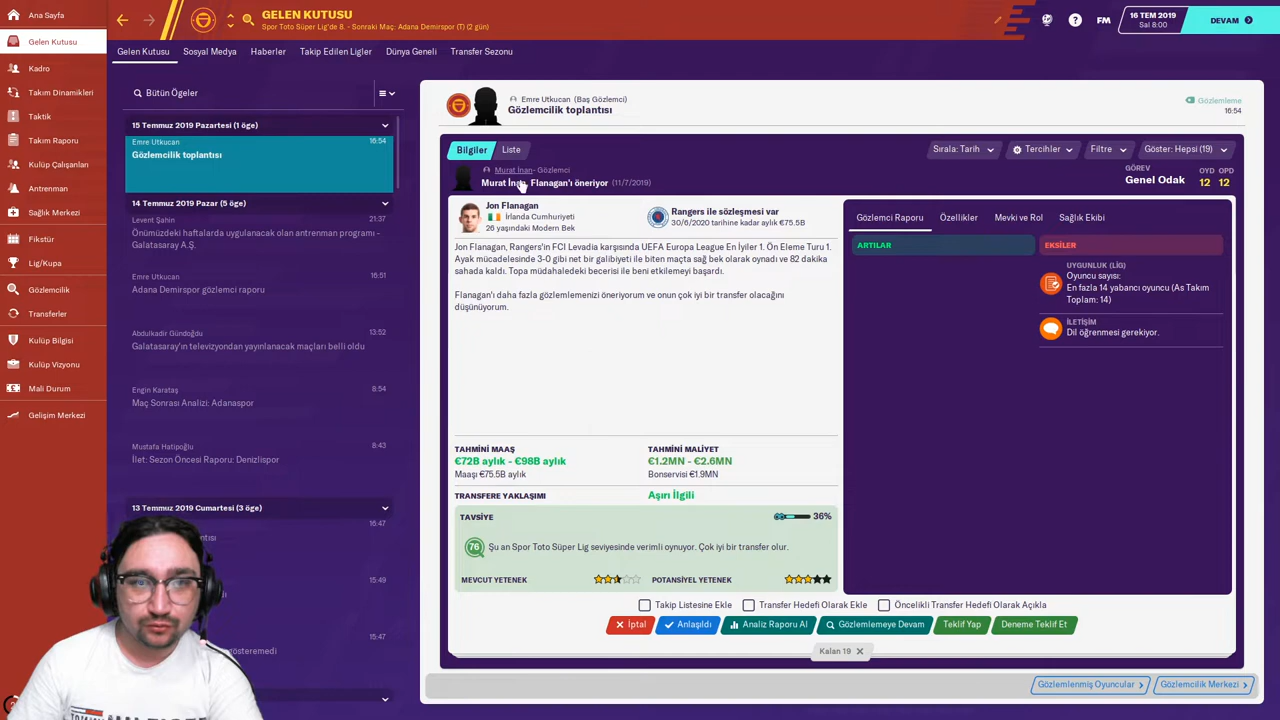 Ana Sayfa
Gelen Kutusu
Kadro
Takım Dinamikleri
Taktik
Takım Raporu
Kulüp Çalışanları
Antrenman
Sağlık Merkezi
Fikstür
Lig/Kupa
Gözlemcilik
Transferler
Kulüp Bilgisi
Kulüp Vizyonu
Mali Durum
Gelişim Merkezi
GELEN KUTUSU
Spor Toto Süper Lig'de 8. - Sonraki Maç: Adana Demirspor (T) (2 gün)
FM
16 TEM 2019
Sal 8:00
DEVAM
Gelen Kutusu
Sosyal Medya
Haberler
Takip Edilen Ligler
Dünya Geneli
Transfer Sezonu
Bütün Ögeler
15 Temmuz 2019 Pazartesi (1 öge)
Emre Utkucan
16:54
Gözlemcilik toplantısı
14 Temmuz 2019 Pazar (5 öge)
Levent Şahin
21:37
Önümüzdeki haftalarda uygulanacak olan antrenman programı -
Galatasaray A.Ş.
Emre Utkucan
16:51
Adana Demirspor gözlemci raporu
Abdulkadir Gündoğdu
13:52
Galatasaray'ın televizyondan yayınlanacak maçları belli oldu
Engin Karataş
8:54
Maç Sonrası Analizi: Adanaspor
Mustafa Hatipoğlu
8:43
İlet: Sezon Öncesi Raporu: Denizlispor
13 Temmuz 2019 Cumartesi (3 öge)
16:47
15:49
15:47
Emre Utkucan (Baş Gözlemci)
Gözlemcilik toplantısı
Gözlemleme
16:54
Bilgiler
Liste
Sırala: Tarih
Tercihler
Filtre
Göster: Hepsi (19)
Murat İnan - Gözlemci
Murat İnan, Flanagan'ı öneriyor (11/7/2019)
GÖREV
Genel Odak
OYD
12
OPD
12
Jon Flanagan
İrlanda Cumhuriyeti
26 yaşındaki Modern Bek
Rangers ile sözleşmesi var
30/6/2020 tarihine kadar aylık €75.5B
Jon Flanagan, Rangers'in FCI Levadia karşısında UEFA Europa League En İyiler 1. Ön Eleme Turu 1.
Ayak mücadelesinde 3-0 gibi net bir galibiyeti ile biten maçta sağ bek olarak oynadı ve 82 dakika
sahada kaldı. Topa müdahaledeki becerisi ile beni etkilemeyi başardı.
Flanagan'ı daha fazla gözlemlemenizi öneriyorum ve onun çok iyi bir transfer olacağını
düşünüyorum.
TAHMİNİ MAAŞ
€72B aylık - €98B aylık
Maaşı €75.5B aylık
TAHMİNİ MALİYET
€1.2MN - €2.6MN
Bonservisi €1.9MN
TRANSFERE YAKLAŞIMI
Aşırı İlgili
TAVSİYE
36%
76
Şu an Spor Toto Süper Lig seviyesinde verimli oynuyor. Çok iyi bir transfer olur.
MEVCUT YETENEK
POTANSİYEL YETENEK
Gözlemci Raporu
Özellikler
Mevki ve Rol
Sağlık Ekibi
ARTILAR
EKSİLER
UYGUNLUK (LİG)
Oyuncu sayısı:
En fazla 14 yabancı oyuncu (As Takım
Toplam: 14)
İLETİŞİM
Dil öğrenmesi gerekiyor.
Takip Listesine Ekle
Transfer Hedefi Olarak Ekle
Öncelikli Transfer Hedefi Olarak Açıkla
İptal
Anlaşıldı
Analiz Raporu Al
Gözlemlemeye Devam
Teklif Yap
Deneme Teklif Et
Kalan 19
Gözlemlenmiş Oyuncular
Gözlemcilik Merkezi